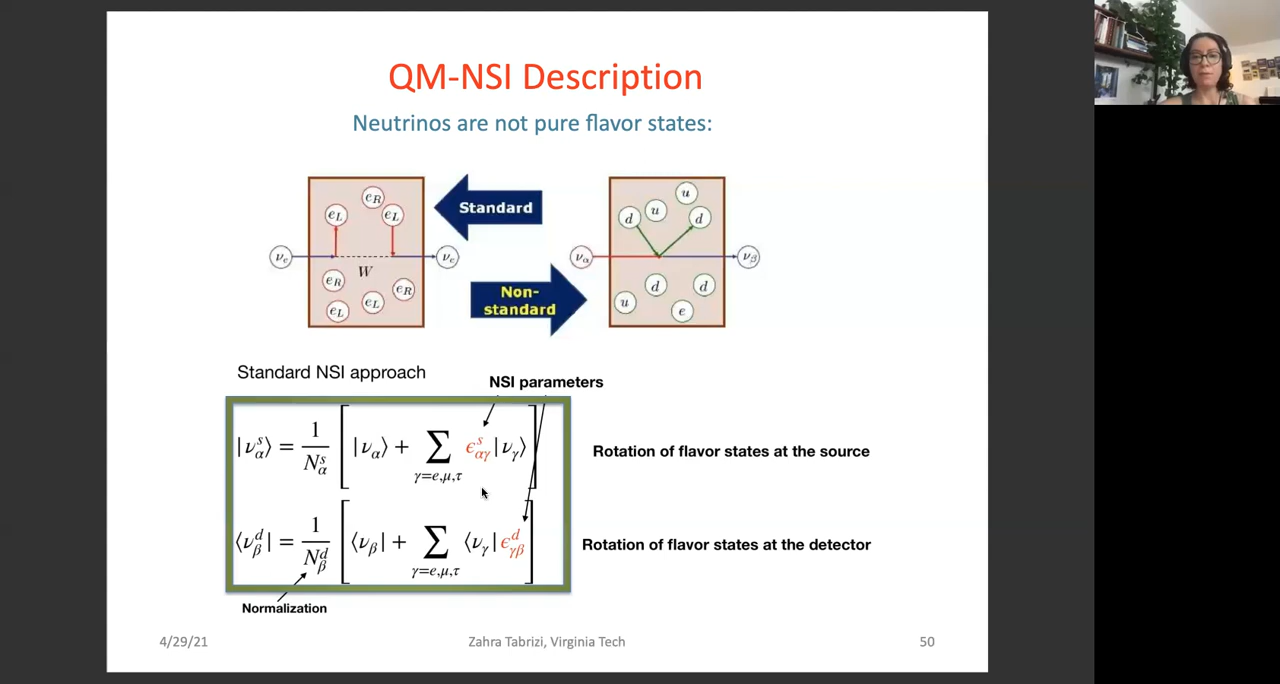 QM-NSI Description
Neutrinos are not pure flavor states:
e_R
e_L e_L
ν_e W ν_e
e_R e_R
e_L e_L
Standard
Non-
standard
u
d u d
ν_α ν_β
d d
u e
Standard NSI approach
NSI parameters
|ν_α^s⟩ = 1/N_α^s [ |ν_α⟩ + ∑_{γ=e,μ,τ} ϵ_{αγ}^s |ν_γ⟩ ]
Rotation of flavor states at the source
⟨ν_β^d| = 1/N_β^d [ ⟨ν_β| + ∑_{γ=e,μ,τ} ⟨ν_γ| ϵ_{γβ}^d ]
Rotation of flavor states at the detector
Normalization
4/29/21
Zahra Tabrizi, Virginia Tech
50